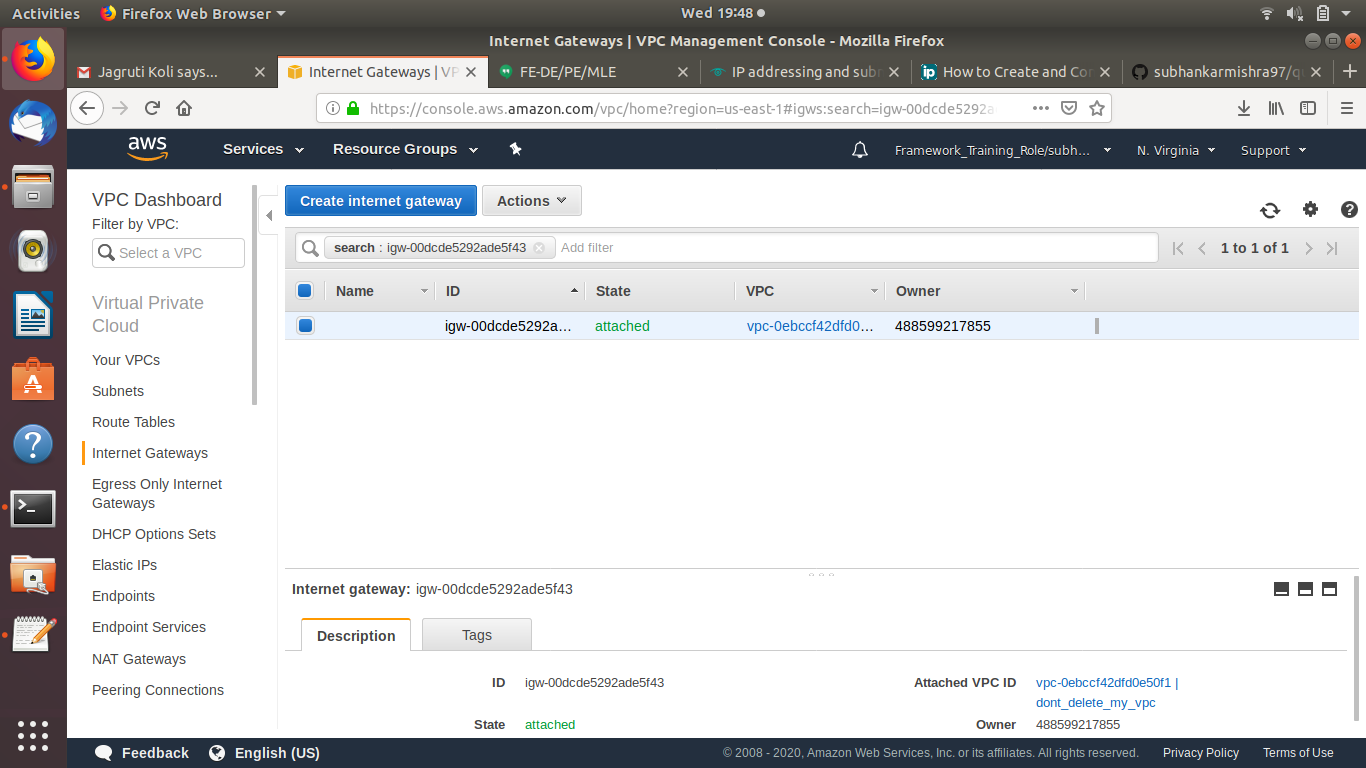 Activities Firefox Web Browser Wed 19:48
Internet Gateways | VPC Management Console - Mozilla Firefox
Jagruti Koli says... Internet Gateways | VP FE-DE/PE/MLE IP addressing and subn How to Create and Con subhankarmishra97/q
https://console.aws.amazon.com/vpc/home?region=us-east-1#igws:search=igw-00dcde5292a
aws Services Resource Groups Framework_Training_Role/subh... N. Virginia Support
VPC Dashboard
Filter by VPC:
Select a VPC
Virtual Private
Cloud
Your VPCs
Subnets
Route Tables
Internet Gateways
Egress Only Internet
Gateways
DHCP Options Sets
Elastic IPs
Endpoints
Endpoint Services
NAT Gateways
Peering Connections
Create internet gateway Actions
search : igw-00dcde5292ade5f43 Add filter 1 to 1 of 1
Name ID State VPC Owner
igw-00dcde5292a... attached vpc-0ebccf42dfd0... 488599217855
Internet gateway: igw-00dcde5292ade5f43
Description Tags
ID igw-00dcde5292ade5f43 Attached VPC ID vpc-0ebccf42dfd0e50f1 |
dont_delete_my_vpc
State attached Owner 488599217855
Feedback English (US) © 2008 - 2020, Amazon Web Services, Inc. or its affiliates. All rights reserved. Privacy Policy Terms of Use